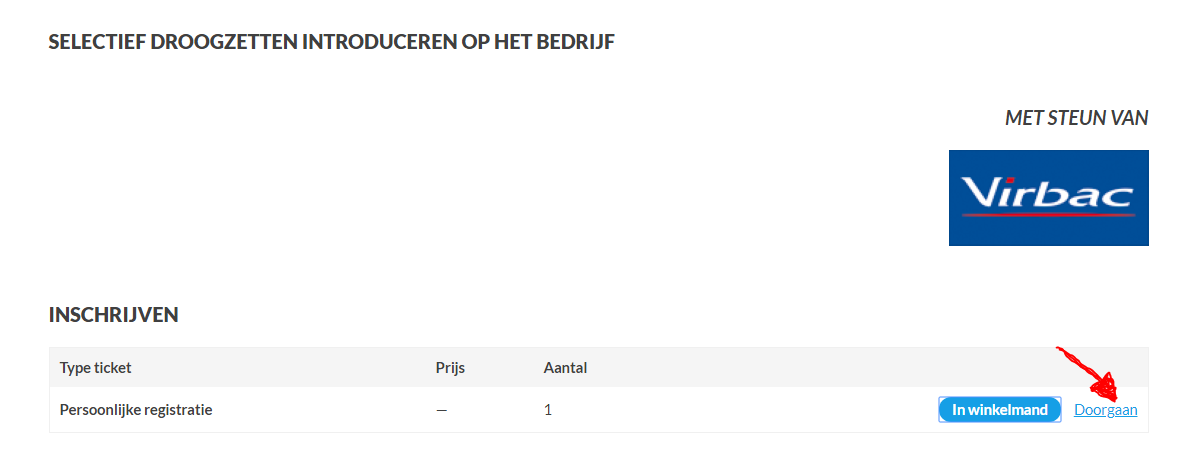 SELECTIEF DROOGZETTEN INTRODUCEREN OP HET BEDRIJF
MET STEUN VAN
Virbac
INSCHRIJVEN
Type ticket Prijs Aantal
Persoonlijke registratie — 1 In winkelmand Doorgaan